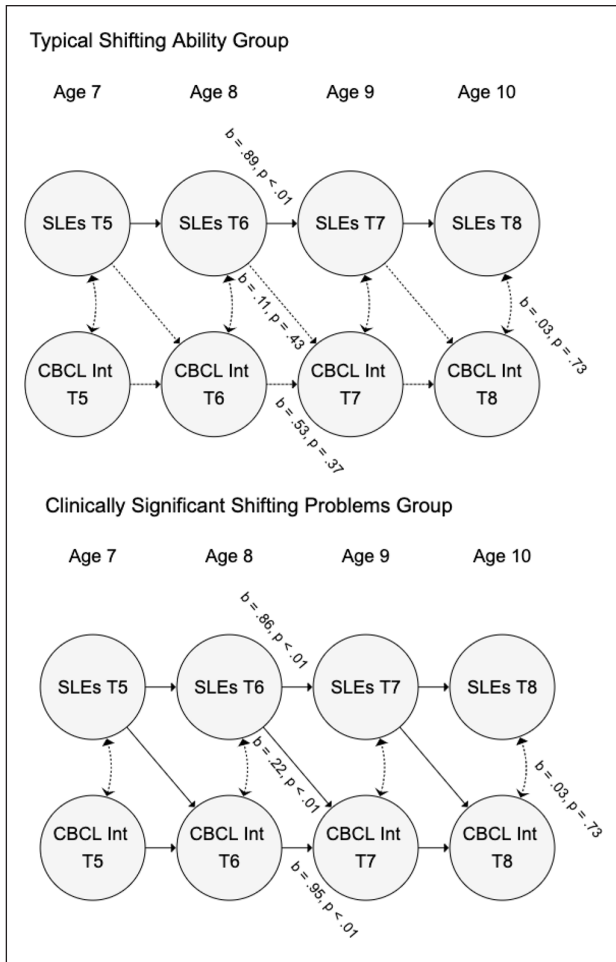 Typical Shifting Ability Group
Age 7 Age 8 Age 9 Age 10
b = .89, p < .01
SLEs T5 SLEs T6 SLEs T7 SLEs T8
b = .11, p = .43
b = .03, p = .73
CBCL Int T5 CBCL Int T6 CBCL Int T7 CBCL Int T8
b = .53, p = .37
Clinically Significant Shifting Problems Group
Age 7 Age 8 Age 9 Age 10
b = .86, p < .01
SLEs T5 SLEs T6 SLEs T7 SLEs T8
b = .22, p < .01
b = .03, p = .73
CBCL Int T5 CBCL Int T6 CBCL Int T7 CBCL Int T8
b = .95, p < .01